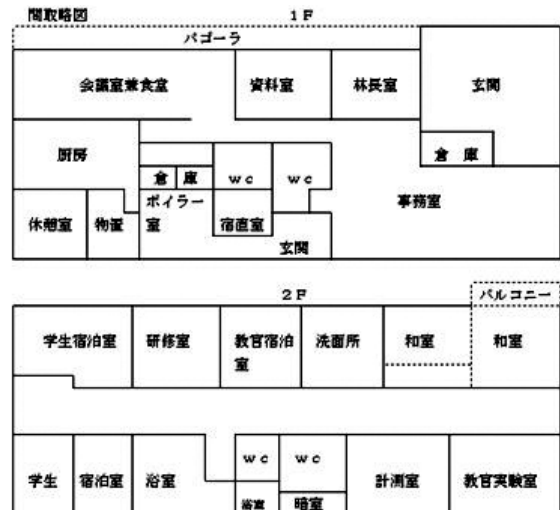 間取略図 1F
パゴーラ
会議室兼食堂 資料室 林長室 玄関
厨房 倉庫
倉庫 wc wc
休憩室 物置 ボイラー室 宿直室 事務室
玄関
2F バルコニー
学生宿泊室 研修室 教官宿泊室 洗面所 和室 和室
wc wc
学生 宿泊室 浴室 計測室 教官実験室
浴室 暗室